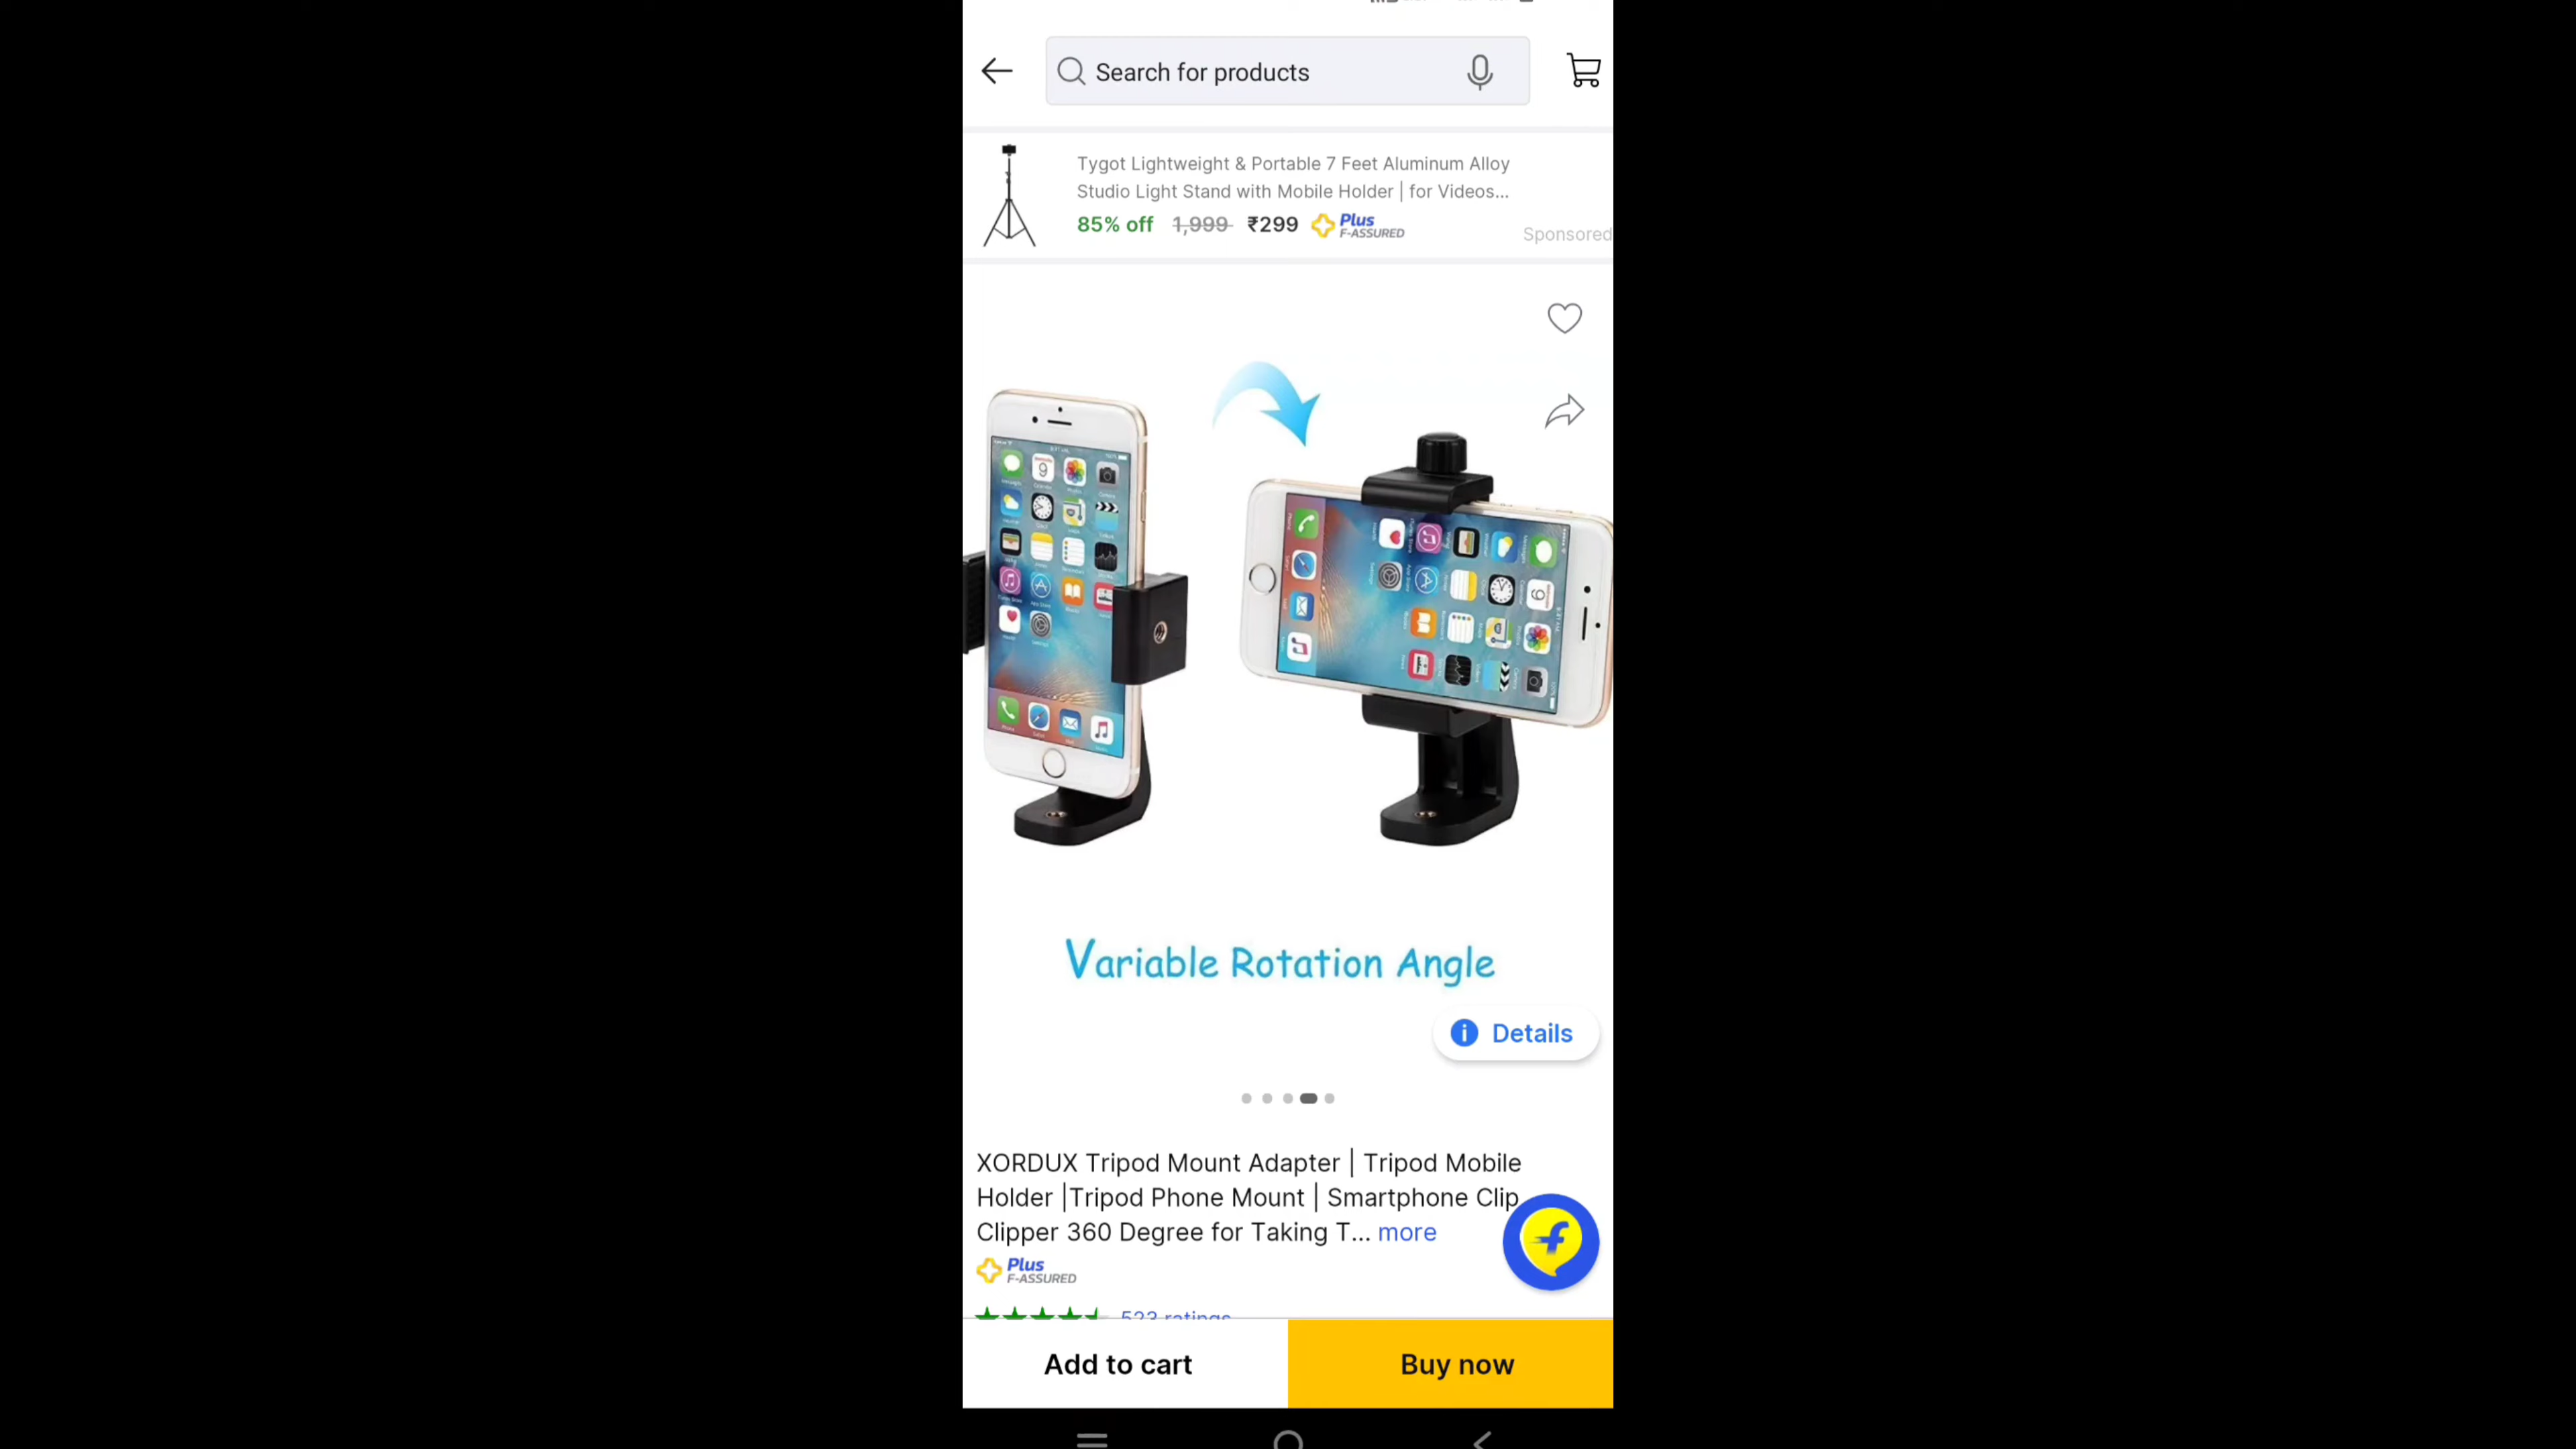 Search for products
Tygot Lightweight & Portable 7 Feet Aluminum Alloy
Studio Light Stand with Mobile Holder | for Videos...
85% off 1,999 ₹299 Plus
F-ASSURED
Sponsored
Variable Rotation Angle
Details
XORDUX Tripod Mount Adapter | Tripod Mobile
Holder |Tripod Phone Mount | Smartphone Clip
Clipper 360 Degree for Taking T... more
Plus
F-ASSURED
523 ratings
Add to cart
Buy now